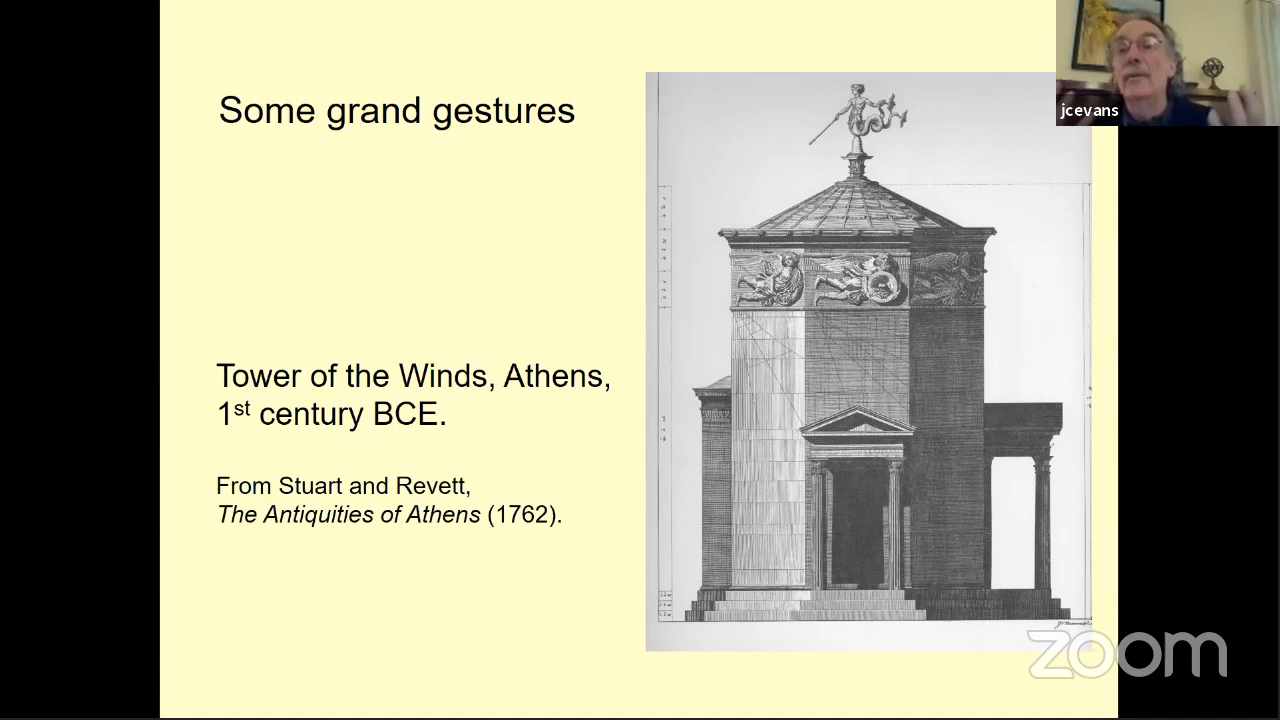 Some grand gestures
jcevans
Tower of the Winds, Athens,
1st century BCE.
From Stuart and Revett,
The Antiquities of Athens (1762).
zoom